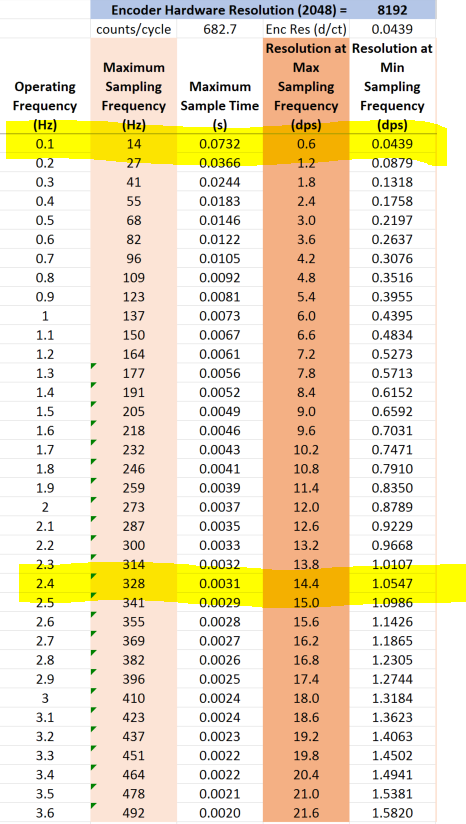 Encoder Hardware Resolution (2048) = 8192
counts/cycle 682.7 Enc Res (d/ct) 0.0439
Operating Frequency (Hz) Maximum Sampling Frequency (Hz) Maximum Sample Time (s) Resolution at Max Sampling Frequency (dps) Resolution at Min Sampling Frequency (dps)
0.1 14 0.0732 0.6 0.0439
0.2 27 0.0366 1.2 0.0879
0.3 41 0.0244 1.8 0.1318
0.4 55 0.0183 2.4 0.1758
0.5 68 0.0146 3.0 0.2197
0.6 82 0.0122 3.6 0.2637
0.7 96 0.0105 4.2 0.3076
0.8 109 0.0092 4.8 0.3516
0.9 123 0.0081 5.4 0.3955
1 137 0.0073 6.0 0.4395
1.1 150 0.0067 6.6 0.4834
1.2 164 0.0061 7.2 0.5273
1.3 177 0.0056 7.8 0.5713
1.4 191 0.0052 8.4 0.6152
1.5 205 0.0049 9.0 0.6592
1.6 218 0.0046 9.6 0.7031
1.7 232 0.0043 10.2 0.7471
1.8 246 0.0041 10.8 0.7910
1.9 259 0.0039 11.4 0.8350
2 273 0.0037 12.0 0.8789
2.1 287 0.0035 12.6 0.9229
2.2 300 0.0033 13.2 0.9668
2.3 314 0.0032 13.8 1.0107
2.4 328 0.0031 14.4 1.0547
2.5 341 0.0029 15.0 1.0986
2.6 355 0.0028 15.6 1.1426
2.7 369 0.0027 16.2 1.1865
2.8 382 0.0026 16.8 1.2305
2.9 396 0.0025 17.4 1.2744
3 410 0.0024 18.0 1.3184
3.1 423 0.0024 18.6 1.3623
3.2 437 0.0023 19.2 1.4063
3.3 451 0.0022 19.8 1.4502
3.4 464 0.0022 20.4 1.4941
3.5 478 0.0021 21.0 1.5381
3.6 492 0.0020 21.6 1.5820